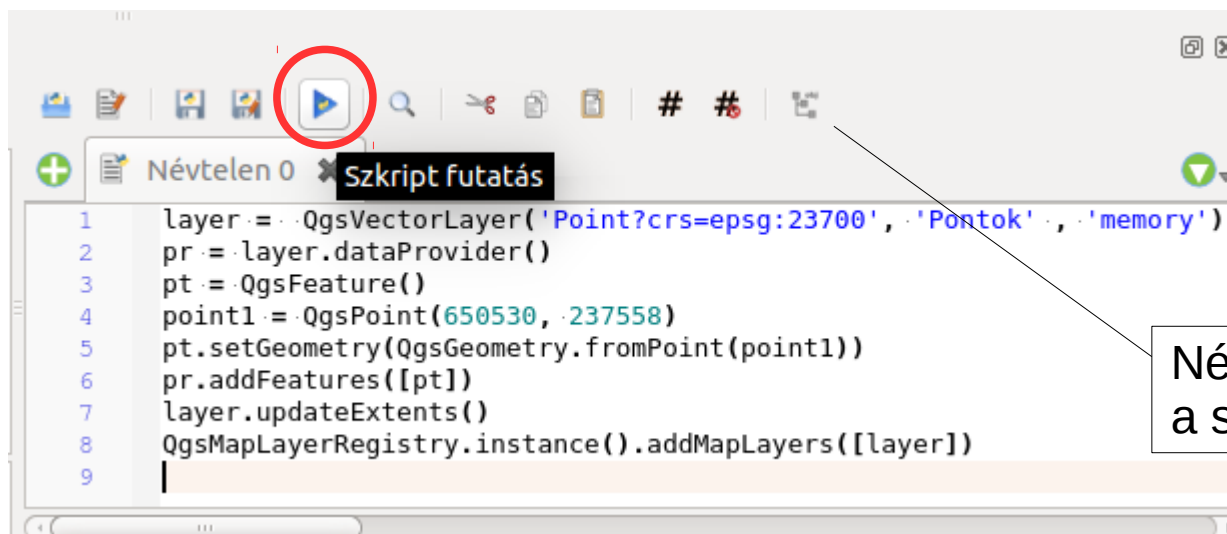 Névtelen 0
Szkript futatás
1 layer = QgsVectorLayer('Point?crs=epsg:23700', 'Pontok' , 'memory')
2 pr = layer.dataProvider()
3 pt = QgsFeature()
4 point1 = QgsPoint(650530, 237558)
5 pt.setGeometry(QgsGeometry.fromPoint(point1))
6 pr.addFeatures([pt])
7 layer.updateExtents()
8 QgsMapLayerRegistry.instance().addMapLayers([layer])
9
Né
a s